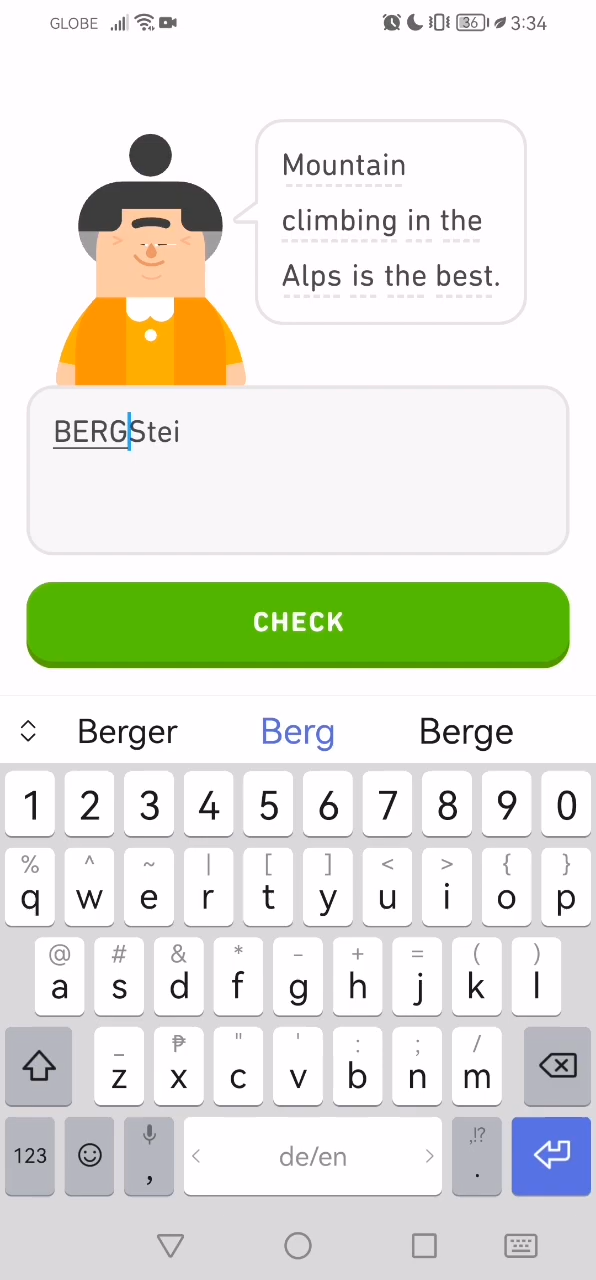 GLOBE 36 3:34
Mountain
climbing in the
Alps is the best.
BERGStei
CHECK
Berger Berg Berge
1 2 3 4 5 6 7 8 9 0
% ^ ~ | [ ] < > { }
q w e r t y u i o p
@ # & * - + = ( )
a s d f g h j k l
_ ₱ " ' : ; /
z x c v b n m
,!?
123 , < de/en > .